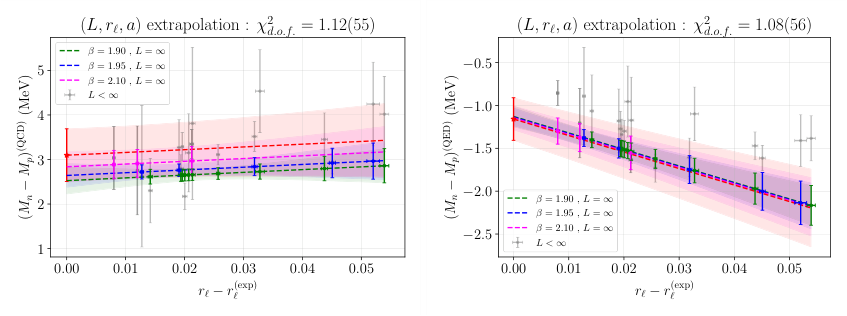 (L, r_ℓ, a) extrapolation : χ²_{d.o.f.} = 1.12(55)
β = 1.90 , L = ∞
β = 1.95 , L = ∞
β = 2.10 , L = ∞
L < ∞
(M_n − M_p)^{(QCD)} (MeV)
5
4
3
2
1
0.00 0.01 0.02 0.03 0.04 0.05
r_ℓ − r_ℓ^{(exp)}
(L, r_ℓ, a) extrapolation : χ²_{d.o.f.} = 1.08(56)
(M_n − M_p)^{(QED)} (MeV)
−0.5
−1.0
−1.5
−2.0
−2.5
β = 1.90 , L = ∞
β = 1.95 , L = ∞
β = 2.10 , L = ∞
L < ∞
0.00 0.01 0.02 0.03 0.04 0.05
r_ℓ − r_ℓ^{(exp)}